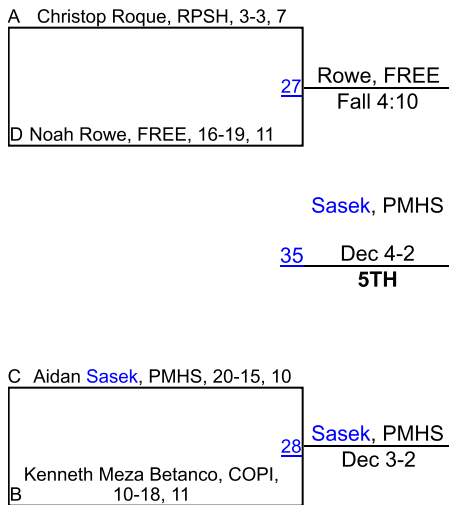 A Christop Roque, RPSH, 3-3, 7
27
Rowe, FREE
Fall 4:10
D Noah Rowe, FREE, 16-19, 11
Sasek, PMHS
35
Dec 4-2
5TH
C Aidan Sasek, PMHS, 20-15, 10
28
Sasek, PMHS
Dec 3-2
Kenneth Meza Betanco, COPI,
B 10-18, 11